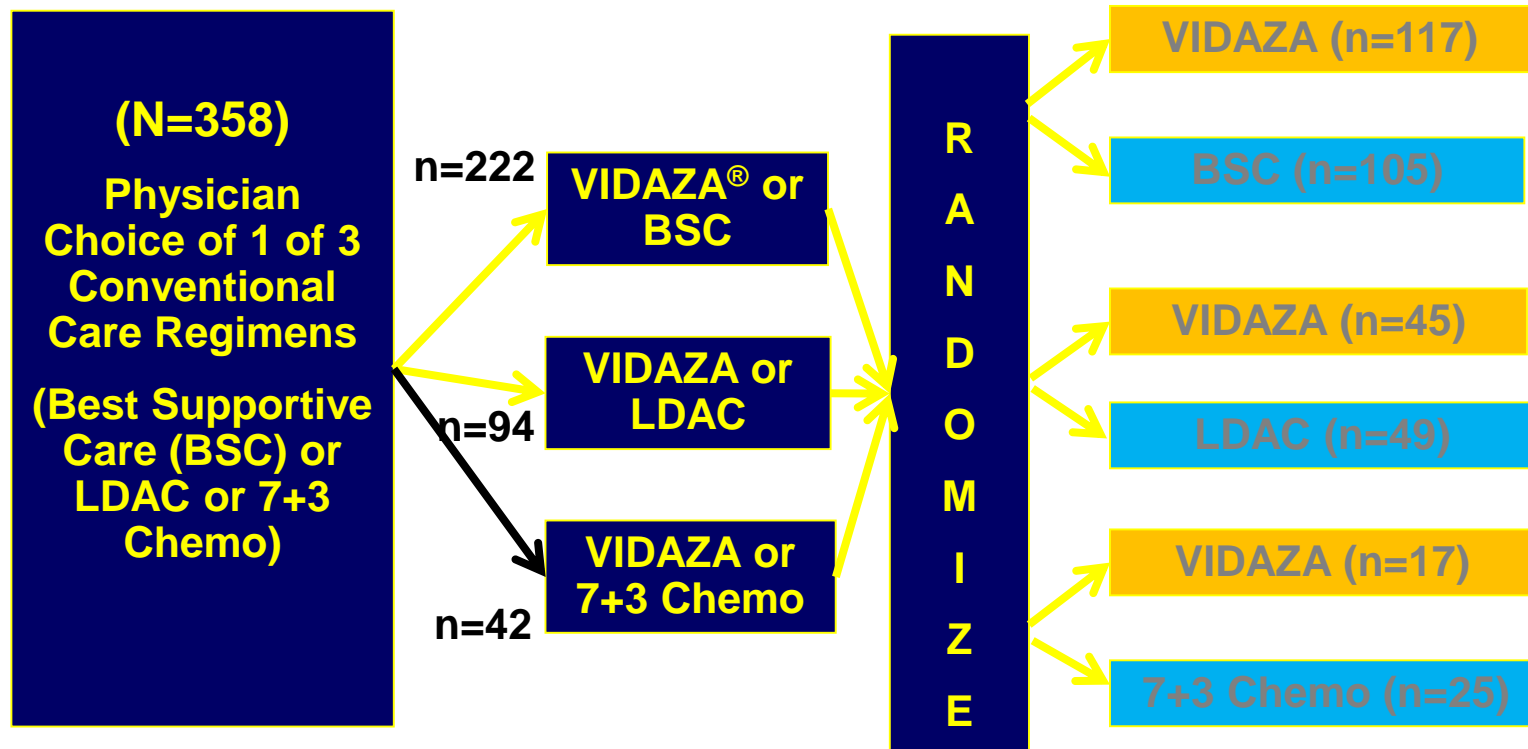 (N=358)
Physician
Choice of 1 of 3
Conventional
Care Regimens
(Best Supportive
Care (BSC) or
LDAC or 7+3
Chemo)
n=222
n=94
n=42
VIDAZA® or
BSC
VIDAZA or
LDAC
VIDAZA or
7+3 Chemo
R
A
N
D
O
M
I
Z
E
VIDAZA (n=117)
BSC (n=105)
VIDAZA (n=45)
LDAC (n=49)
VIDAZA (n=17)
7+3 Chemo (n=25)